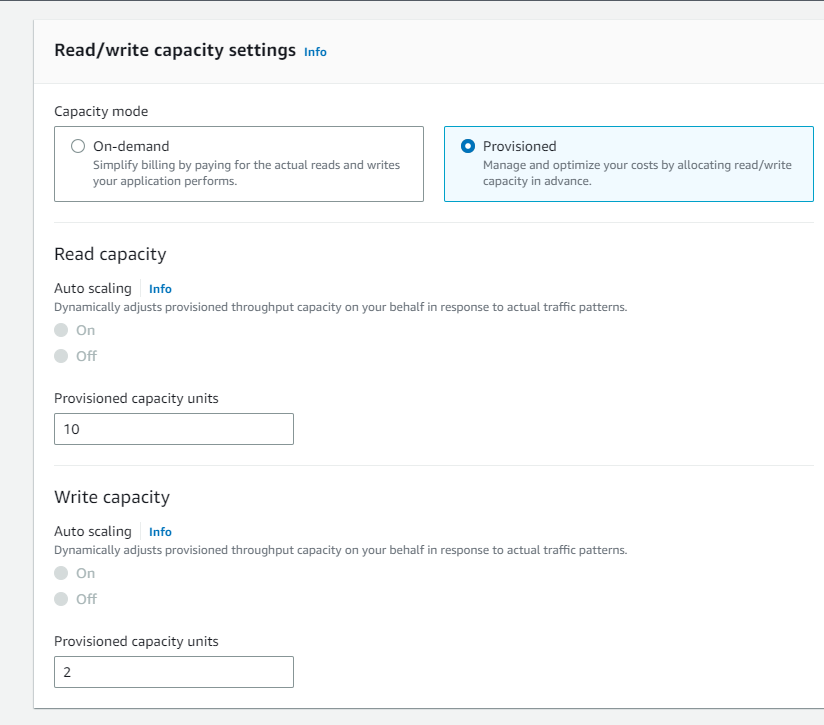 Read/write capacity settings Info
Capacity mode
On-demand
Simplify billing by paying for the actual reads and writes
your application performs.
Provisioned
Manage and optimize your costs by allocating read/write
capacity in advance.
Read capacity
Auto scaling Info
Dynamically adjusts provisioned throughput capacity on your behalf in response to actual traffic patterns.
On
Off
Provisioned capacity units
10
Write capacity
Auto scaling Info
Dynamically adjusts provisioned throughput capacity on your behalf in response to actual traffic patterns.
On
Off
Provisioned capacity units
2